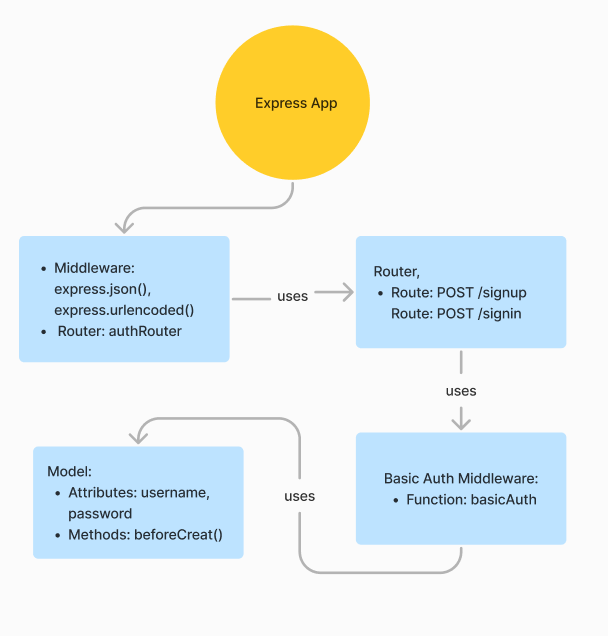 Express App
• Middleware:
express.json(),
express.urlencoded()
• Router: authRouter
uses
Router,
• Route: POST /signup
Route: POST /signin
uses
Basic Auth Middleware:
• Function: basicAuth
uses
Model:
• Attributes: username,
password
• Methods: beforeCreat()